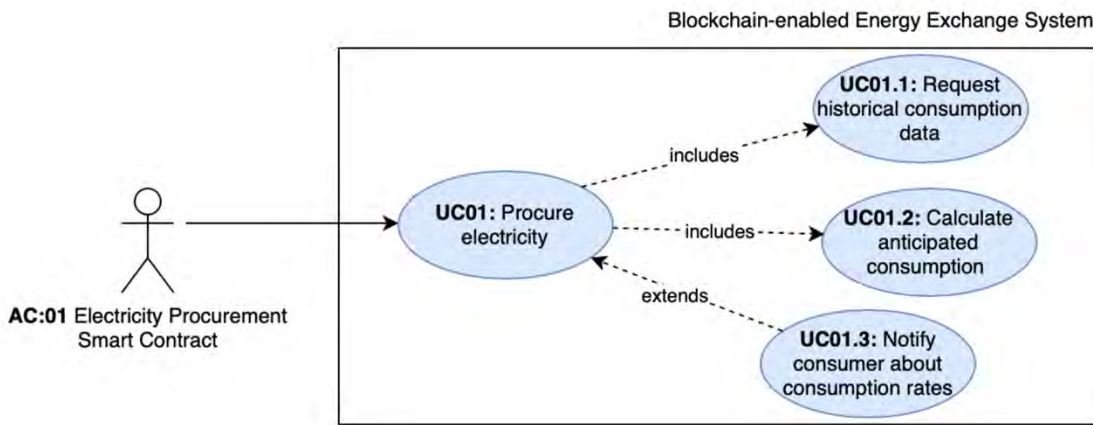 Blockchain-enabled Energy Exchange System
UC01.1: Request
historical consumption
data
includes
UC01: Procure
electricity
includes
UC01.2: Calculate
anticipated
consumption
extends
AC:01 Electricity Procurement
Smart Contract
UC01.3: Notify
consumer about
consumption rates